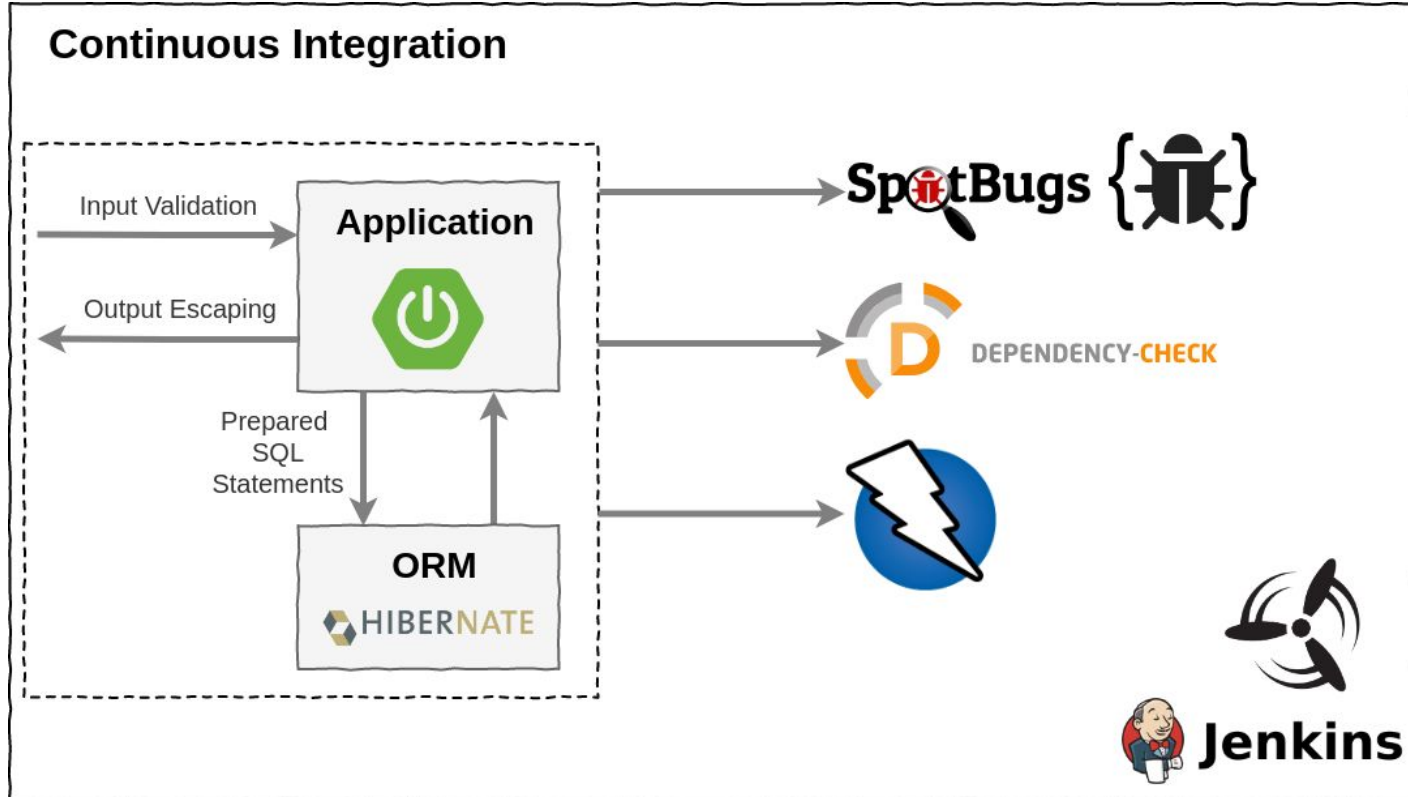 Continuous Integration
Input Validation
Application
Output Escaping
Prepared
SQL
Statements
ORM
HIBERNATE
SpotBugs { }
D
DEPENDENCY-CHECK
Jenkins